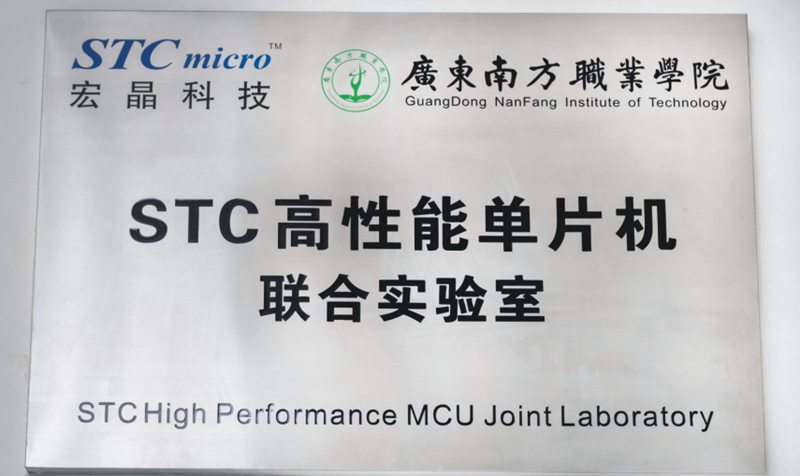 STC micro™
宏晶科技
廣東南方職業學院
GuangDong NanFang Institute of Technology
STC高性能单片机
联合实验室
STC High Performance MCU Joint Laboratory